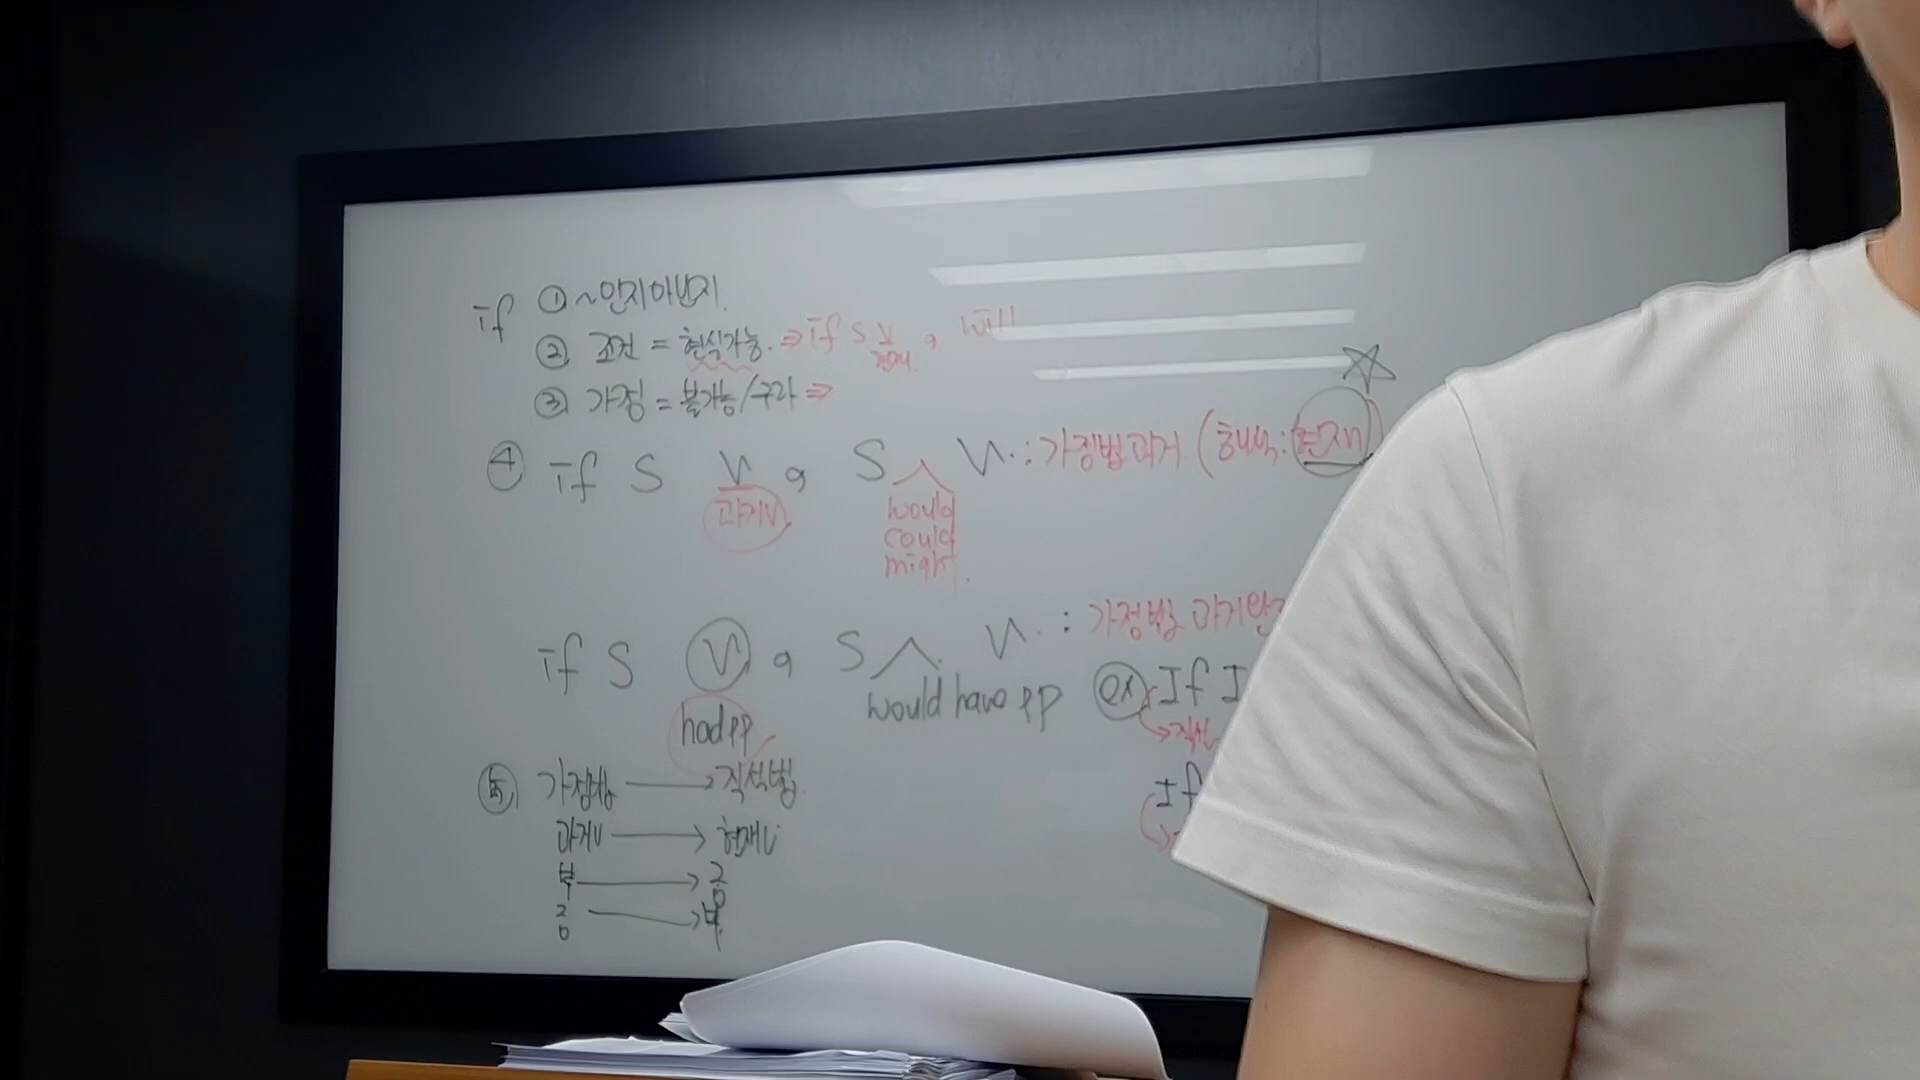 if ① ~인지 아닌지
② 조건 = 현실가능. ⇒ if S V, will
현재
③ 가정 = 불가능/구라 ⇒
④ if S V, S V.: 가정법과거 (해석: 현재)
과거V
would
could
migh
if S V, S V.: 가정법 과거완
had pp
would have pp
ex If I
→ 직
⑤ 가정법 → 직설법
If
과거V → 현재V
부 → 긍
긍 → 부